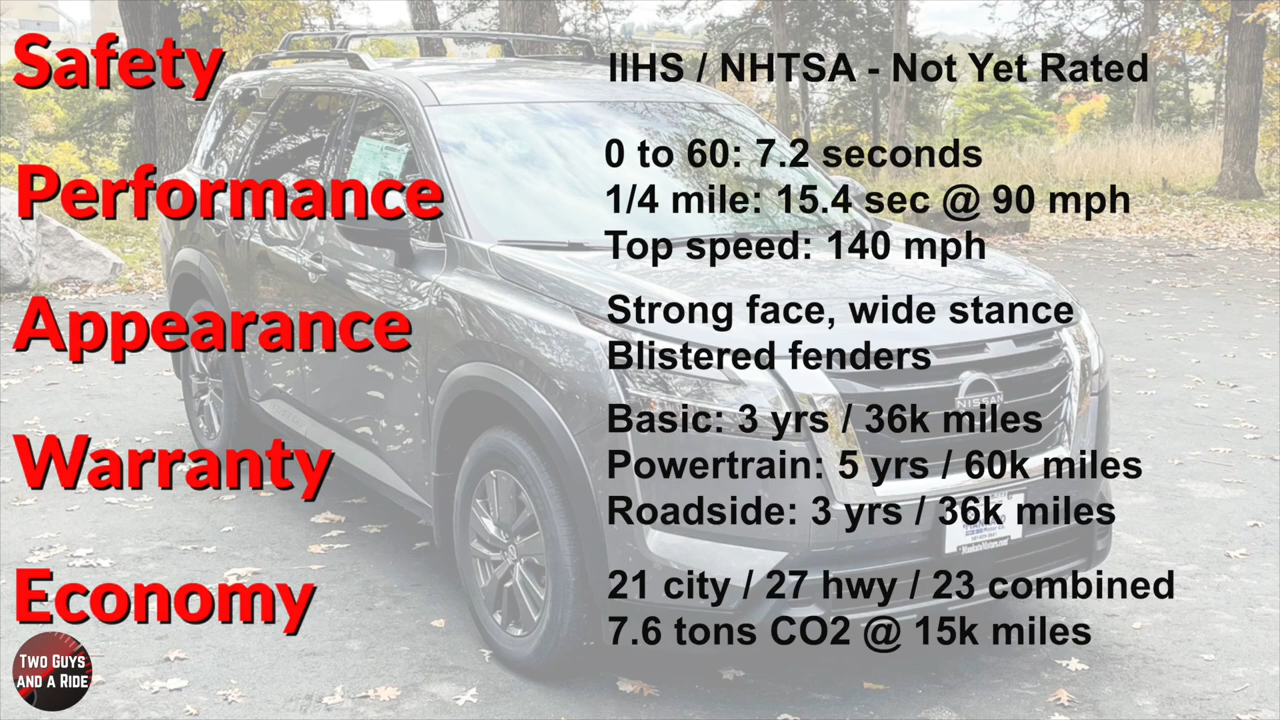 Safety
IIHS / NHTSA - Not Yet Rated
Performance
0 to 60: 7.2 seconds
1/4 mile: 15.4 sec @ 90 mph
Top speed: 140 mph
Appearance
Strong face, wide stance
Blistered fenders
Warranty
Basic: 3 yrs / 36k miles
Powertrain: 5 yrs / 60k miles
Roadside: 3 yrs / 36k miles
Economy
21 city / 27 hwy / 23 combined
7.6 tons CO2 @ 15k miles
NISSAN
TWO GUYS
AND A RIDE